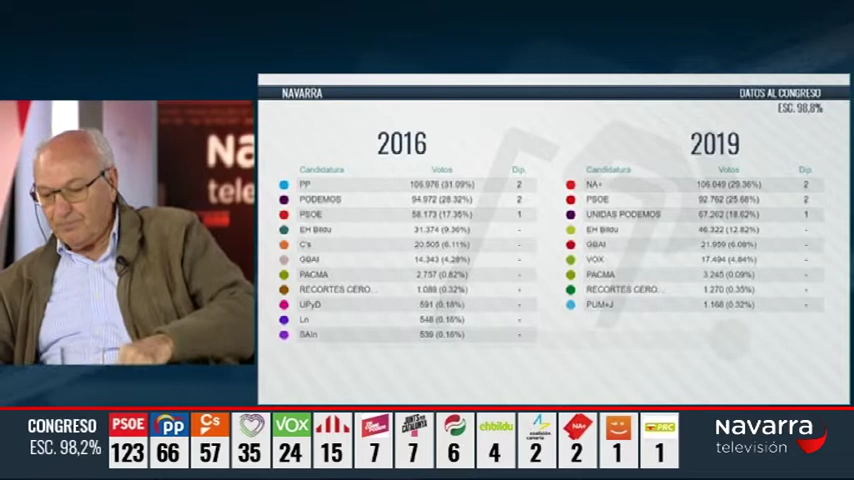 Na
telev
NAVARRA
DATOS AL CONGRESO
ESC. 98,8%
2016
Candidatura Votos Dip.
PP 106.976 (31.09%) 2
PODEMOS 94.972 (28.32%) 2
PSOE 58.173 (17.35%) 1
EH Bildu 31.374 (9.36%) -
C's 20.505 (6.11%) -
GBAI 14.343 (4.28%) -
PACMA 2.757 (0.82%) -
RECORTES CERO... 1.089 (0.32%) -
UPyD 591 (0.18%) -
Ln 548 (0.16%) -
SAIn 539 (0.16%) -
2019
Candidatura Votos Dip.
NA+ 106.049 (29.36%) 2
PSOE 92.762 (25.68%) 2
UNIDAS PODEMOS 67.262 (18.62%) 1
EH Bildu 46.322 (12.82%) -
GBAI 21.959 (6.08%) -
VOX 17.494 (4.84%) -
PACMA 3.245 (0.09%) -
RECORTES CERO... 1.270 (0.35%) -
PUM+J 1.168 (0.32%) -
CONGRESO
ESC. 98,2%
PSOE pp Cs VOX JUNTS PER CATALUNYA ehbildu coalición canaria NA+ PRC
123 66 57 35 24 15 7 7 6 4 2 2 1 1
navarra
televisión